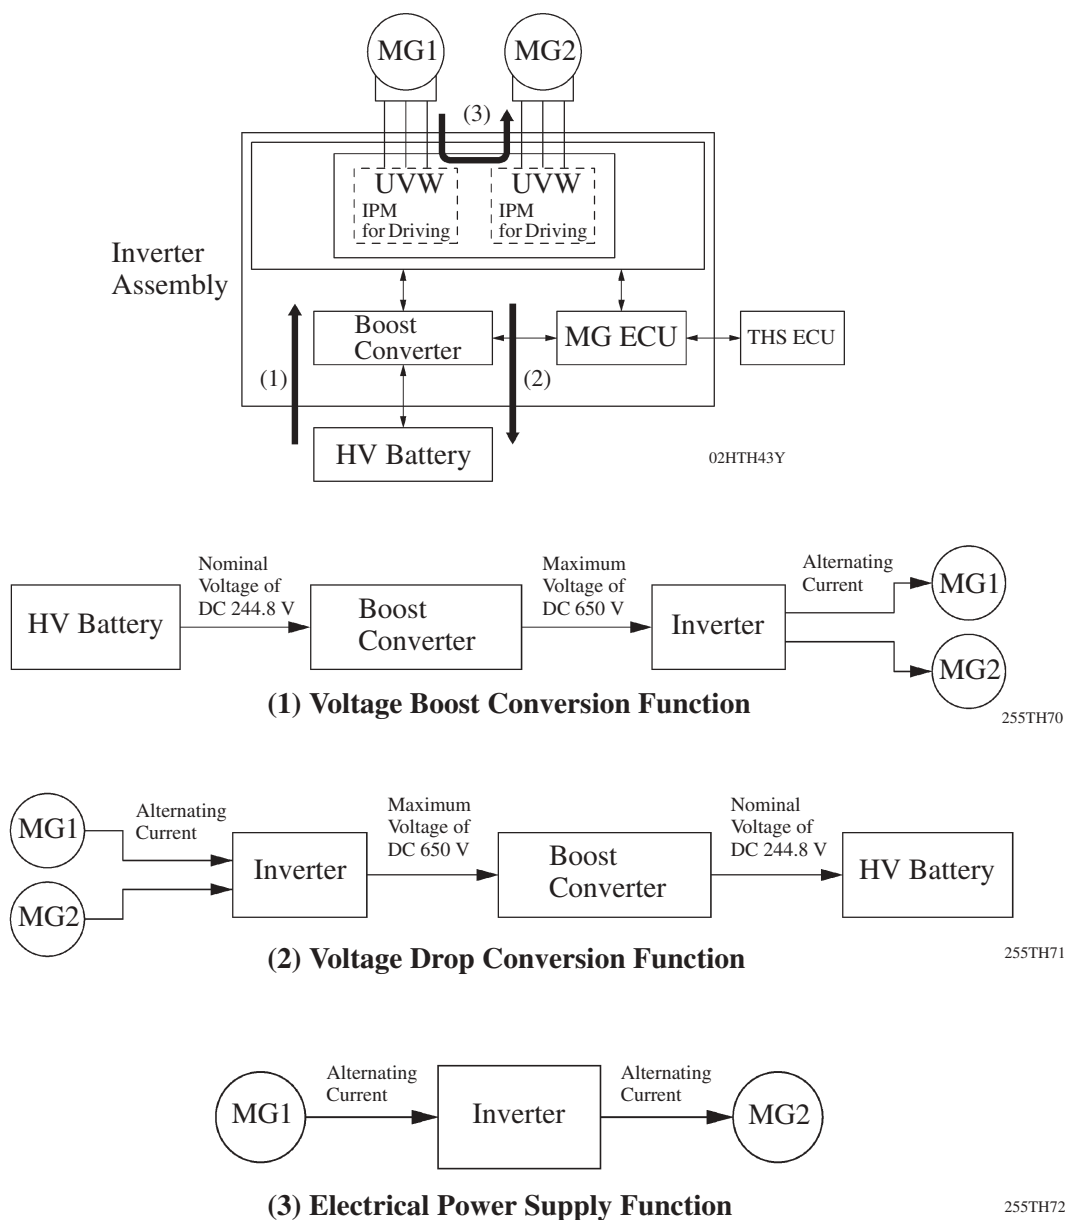 MG1
MG2
(3)
UVW
IPM
for Driving
UVW
IPM
for Driving
Inverter
Assembly
Boost
Converter
MG ECU
THS ECU
(1)
(2)
HV Battery
02HTH43Y
HV Battery
Nominal
Voltage of
DC 244.8 V
Boost
Converter
Maximum
Voltage of
DC 650 V
Inverter
Alternating
Current
MG1
MG2
(1) Voltage Boost Conversion Function
255TH70
MG1
MG2
Alternating
Current
Inverter
Maximum
Voltage of
DC 650 V
Boost
Converter
Nominal
Voltage of
DC 244.8 V
HV Battery
(2) Voltage Drop Conversion Function
255TH71
MG1
Alternating
Current
Inverter
Alternating
Current
MG2
(3) Electrical Power Supply Function
255TH72